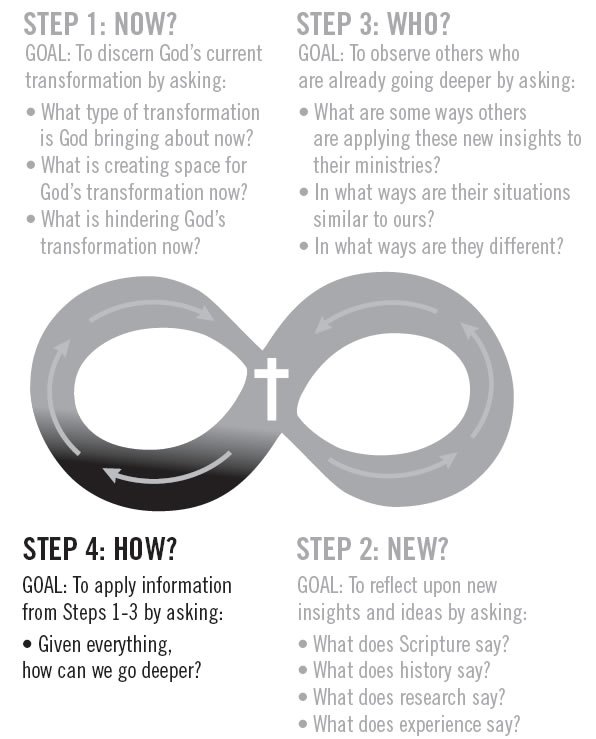 STEP 1: NOW?
GOAL: To discern God's current
transformation by asking:
• What type of transformation
is God bringing about now?
• What is creating space for
God's transformation now?
• What is hindering God's
transformation now?
STEP 3: WHO?
GOAL: To observe others who
are already going deeper by asking:
• What are some ways others
are applying these new insights to
their ministries?
• In what ways are their situations
similar to ours?
• In what ways are they different?
STEP 4: HOW?
GOAL: To apply information
from Steps 1-3 by asking:
• Given everything,
how can we go deeper?
STEP 2: NEW?
GOAL: To reflect upon new
insights and ideas by asking:
• What does Scripture say?
• What does history say?
• What does research say?
• What does experience say?